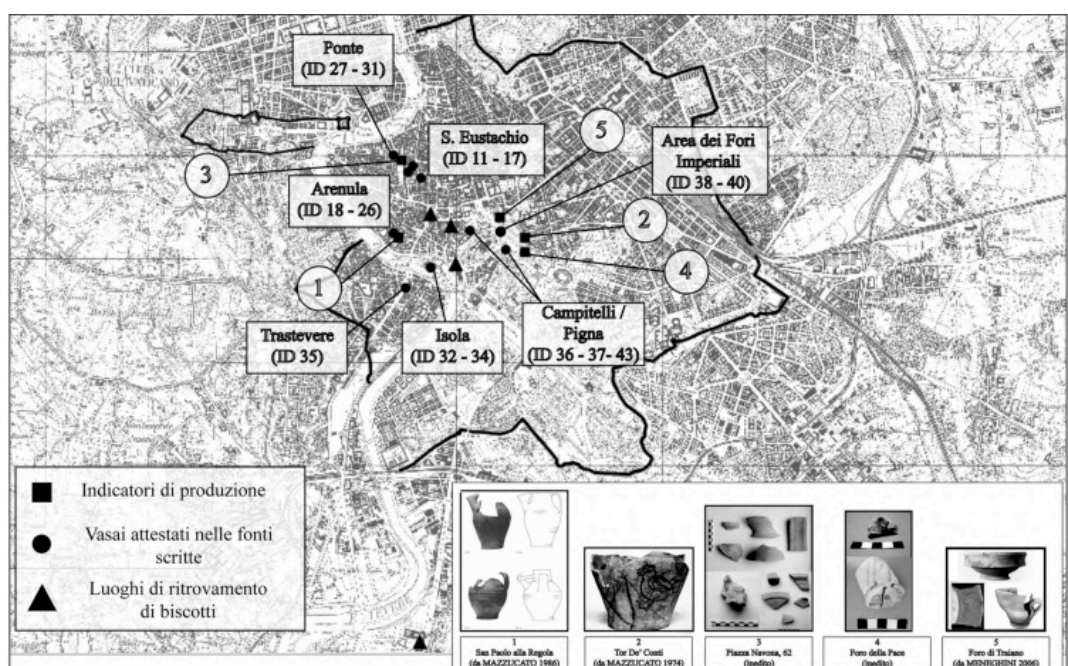 Ponte
(ID 27 - 31)
S. Eustachio
(ID 11 - 17)
5
Area dei Fori
Imperiali
(ID 38 - 40)
3
Arenula
(ID 18 - 26)
2
4
1
Trastevere
(ID 35)
Isola
(ID 32 - 34)
Campitelli /
Pigna
(ID 36 - 37- 43)
Indicatori di produzione
Vasai attestati nelle fonti
scritte
Luoghi di ritrovamento
di biscotti
TEVERE
1
San Paolo alla Regola
(da MAZZUCATO 1986)
2
Tor De' Conti
(da MAZZUCATO 1974)
3
Piazza Navona, 62
(inedito)
4
Foro della Pace
(inedito)
5
Foro di Traiano
(da MENEGHINI 2006)